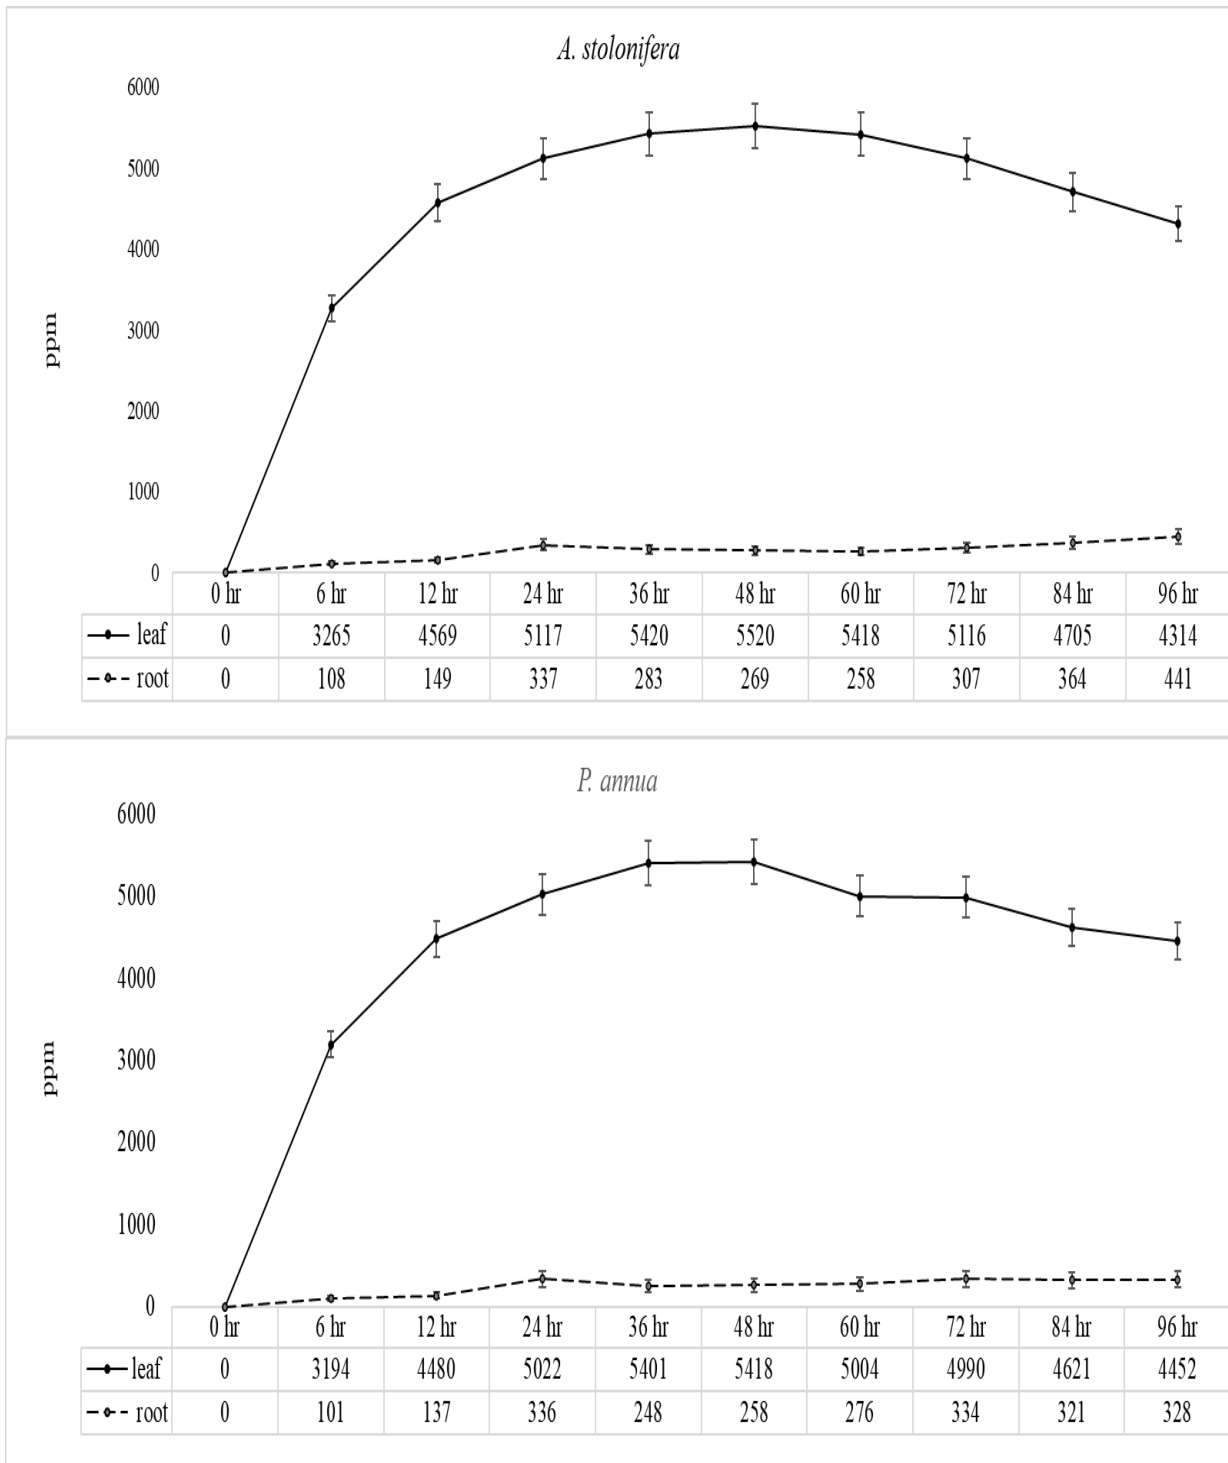 A. stolonifera
6000
5000
4000
3000
2000
1000
0
ppm
0 hr 6 hr 12 hr 24 hr 36 hr 48 hr 60 hr 72 hr 84 hr 96 hr
leaf 0 3265 4569 5117 5420 5520 5418 5116 4705 4314
root 0 108 149 337 283 269 258 307 364 441
P. annua
6000
5000
4000
3000
2000
1000
0
ppm
0 hr 6 hr 12 hr 24 hr 36 hr 48 hr 60 hr 72 hr 84 hr 96 hr
leaf 0 3194 4480 5022 5401 5418 5004 4990 4621 4452
root 0 101 137 336 248 258 276 334 321 328